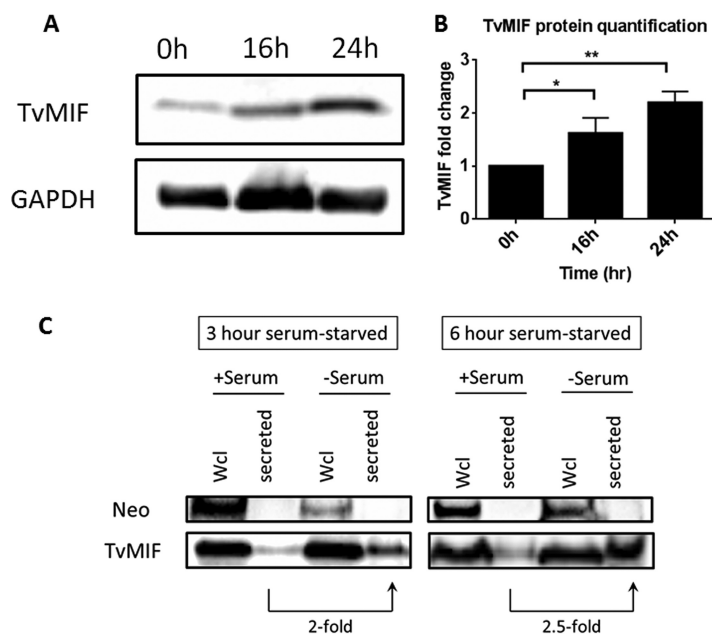 A
0h 16h 24h
TvMIF
GAPDH
B
TvMIF protein quantification
TvMIF fold change
3
2
1
0
*
**
0h 16h 24h
Time (hr)
C
3 hour serum-starved 6 hour serum-starved
+Serum -Serum +Serum -Serum
Wcl secreted Wcl secreted Wcl secreted Wcl secreted
Neo
TvMIF
2-fold 2.5-fold